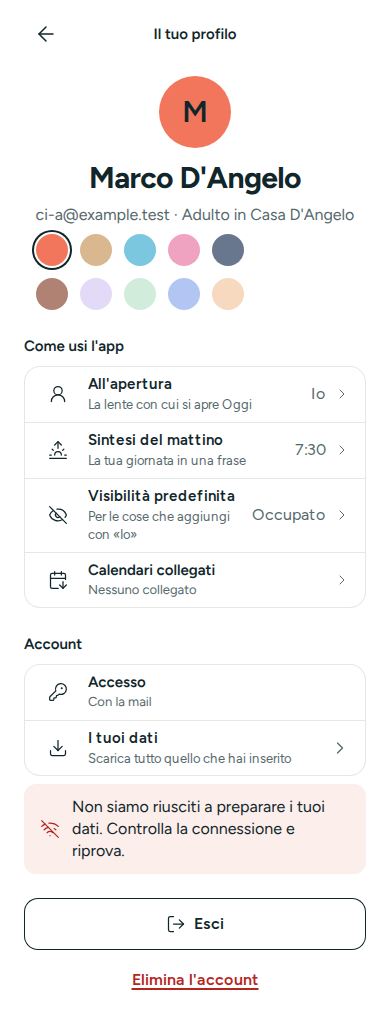 Il tuo profilo
M
Marco D'Angelo
ci-a@example.test · Adulto in Casa D'Angelo
Come usi l'app
All'apertura
La lente con cui si apre Oggi
Io
Sintesi del mattino
La tua giornata in una frase
7:30
Visibilità predefinita
Per le cose che aggiungi
con «Io»
Occupato
Calendari collegati
Nessuno collegato
Account
Accesso
Con la mail
I tuoi dati
Scarica tutto quello che hai inserito
Non siamo riusciti a preparare i tuoi
dati. Controlla la connessione e
riprova.
Esci
Elimina l'account